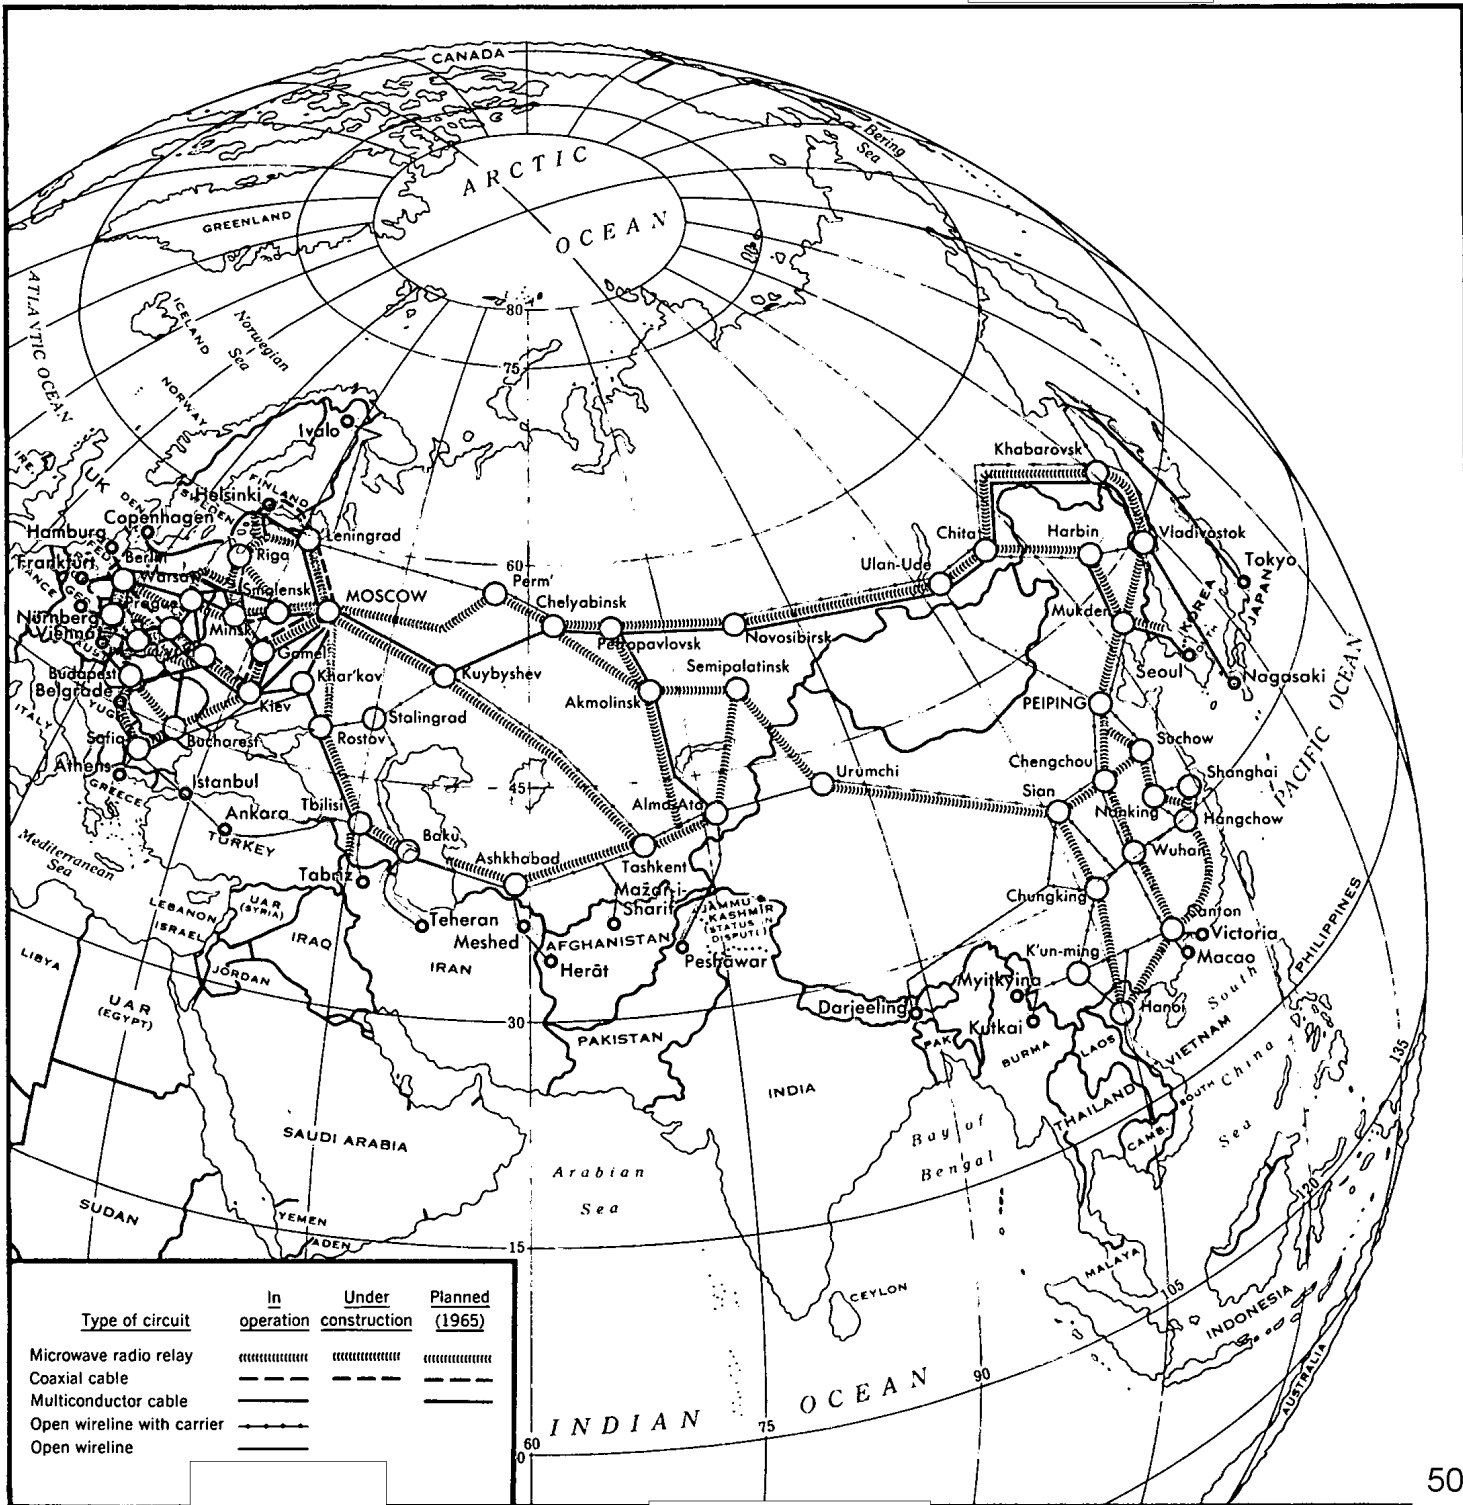 CANADA
Bering
Sea
ARCTIC
OCEAN
GREENLAND
ATLANTIC OCEAN
ICELAND
Norwegian
Sea
80
75
NORWAY
Ivalo
IRE.
UK
FINLAND
SWEDEN
Helsinki
DEN.
Copenhagen
Leningrad
Hamburg
Riga
Berlin
Frankfurt
Warsaw
Smolensk
MOSCOW
Prague
Nürnberg
Minsk
Vienna
Gomel
Budapest
Khar'kov
Belgrade
YUG.
Kiev
ITALY
Sofia
Bucharest
Rostov
Stalingrad
Athens
GREECE
Istanbul
Ankara
TURKEY
Tbilisi
Baku
Tabriz
Teheran
Mediterranean
Sea
60
Perm'
Chelyabinsk
Petropavlovsk
Novosibirsk
Kuybyshev
Akmolinsk
Semipalatinsk
45
Alma-Ata
Urumchi
Ashkhabad
Tashkent
Mazar-i-
Sharif
Meshed
AFGHANISTAN
Herāt
JAMMU &
KASHMIR
(STATUS IN
DISPUTE)
Peshāwar
Khabarovsk
Chita
Harbin
Vladivostok
Ulan-Ude
Tokyo
JAPAN
KOREA
SOUTH
Mukden
Seoul
Nagasaki
PEIPING
Suchow
Chengchou
Shanghai
Sian
Nanking
Hangchow
Wuhan
Chungking
Canton
Victoria
Macao
K'un-ming
Myitkyina
Hanoi
Darjeeling
Kutkai
PACIFIC OCEAN
PHILIPPINES
LEBANON
ISRAEL
UAR
(SYRIA)
IRAQ
JORDAN
IRAN
LIBYA
UAR
(EGYPT)
30
PAKISTAN
INDIA
PAK.
BURMA
LAOS
VIETNAM
SOUTH
THAILAND
CAMB.
South
China
Sea
135
SAUDI ARABIA
Arabian
Sea
Bay of
Bengal
SUDAN
YEMEN
ADEN
15
CEYLON
MALAYA
120
105
INDONESIA
AUSTRALIA
90
75
60
0
INDIAN OCEAN
Type of circuit
In
operation
Under
construction
Planned
(1965)
Microwave radio relay
Coaxial cable
Multiconductor cable
Open wireline with carrier
Open wireline
50